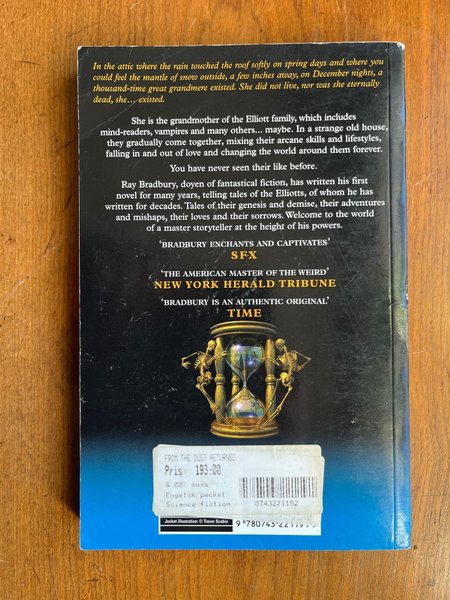 In the attic where the rain touched the roof softly on spring days and where you
could feel the mantle of snow outside, a few inches away, on December nights, a
thousand-time great grandmere existed. She did not live, nor was she eternally
dead, she... existed.
She is the grandmother of the Elliott family, which includes
mind-readers, vampires and many others... maybe. In a strange old house,
they gradually come together, mixing their arcane skills and lifestyles,
falling in and out of love and changing the world around them forever.
You have never seen their like before.
Ray Bradbury, doyen of fantastical fiction, has written his first
novel for many years, telling tales of the Elliotts, of whom he has
written for decades. Tales of their genesis and demise, their adventures
and mishaps, their loves and their sorrows. Welcome to the world
of a master storyteller at the height of his powers.
'BRADBURY ENCHANTS AND CAPTIVATES'
SFX
'THE AMERICAN MASTER OF THE WEIRD'
NEW YORK HERALD TRIBUNE
'BRADBURY IS AN AUTHENTIC ORIGINAL'
TIME
FROM THE DUST RETURNED
Pris 193:00
6.00% moms
Engelsk pocket
Science fiction
0743221192
Jacket illustration: © Trevor Scobie
9 780743 221191